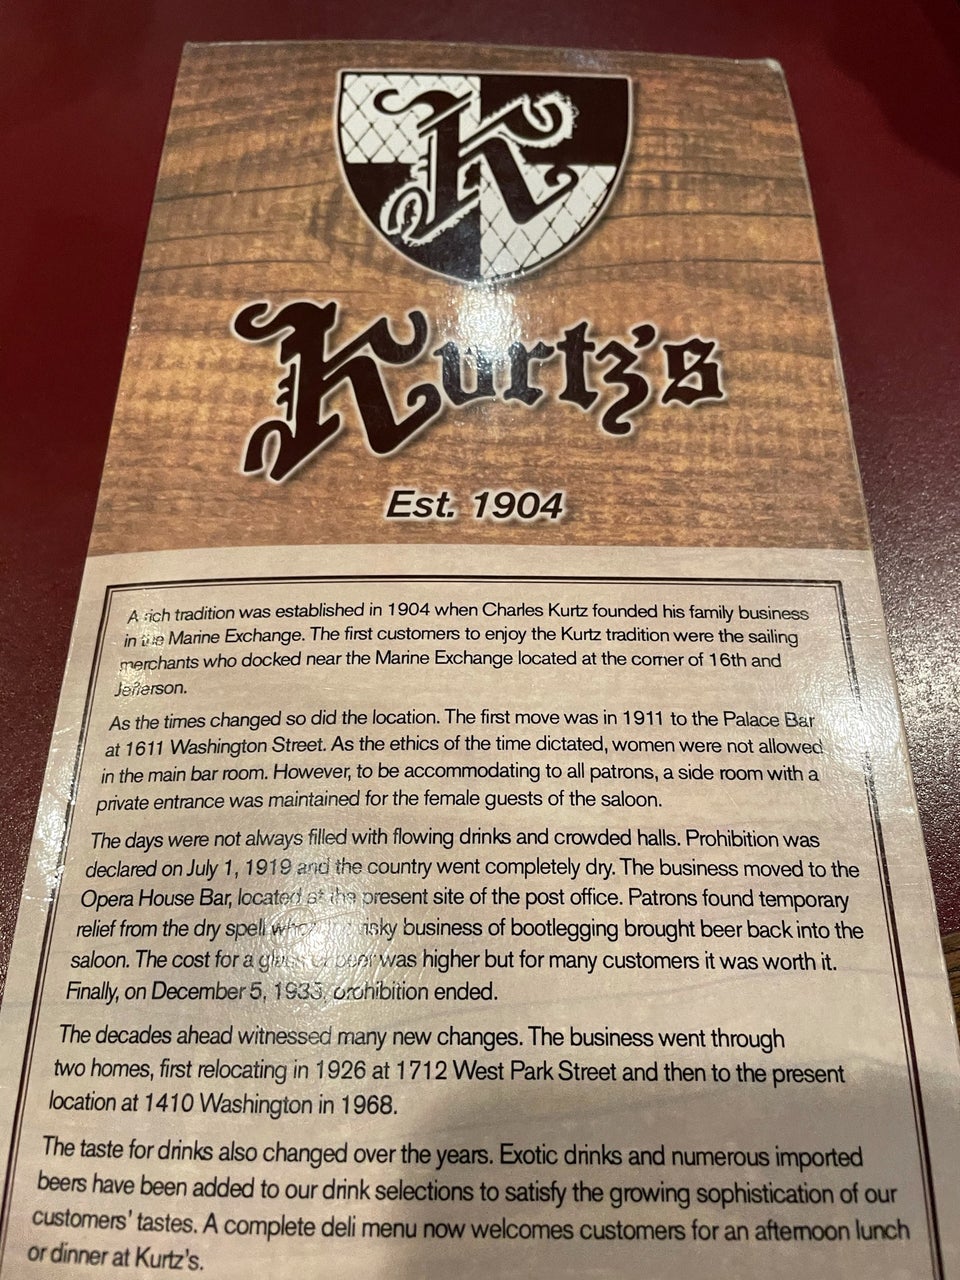 K
Kurtz's
Est. 1904
A rich tradition was established in 1904 when Charles Kurtz founded his family business
in the Marine Exchange. The first customers to enjoy the Kurtz tradition were the sailing
merchants who docked near the Marine Exchange located at the corner of 16th and
Jefferson.
As the times changed so did the location. The first move was in 1911 to the Palace Bar
at 1611 Washington Street. As the ethics of the time dictated, women were not allowed
in the main bar room. However, to be accommodating to all patrons, a side room with a
private entrance was maintained for the female guests of the saloon.
The days were not always filled with flowing drinks and crowded halls. Prohibition was
declared on July 1, 1919 and the country went completely dry. The business moved to the
Opera House Bar, located at the present site of the post office. Patrons found temporary
relief from the dry spell when the risky business of bootlegging brought beer back into the
saloon. The cost for a glass of beer was higher but for many customers it was worth it.
Finally, on December 5, 1933, prohibition ended.
The decades ahead witnessed many new changes. The business went through
two homes, first relocating in 1926 at 1712 West Park Street and then to the present
location at 1410 Washington in 1968.
The taste for drinks also changed over the years. Exotic drinks and numerous imported
beers have been added to our drink selections to satisfy the growing sophistication of our
customers' tastes. A complete deli menu now welcomes customers for an afternoon lunch
or dinner at Kurtz's.